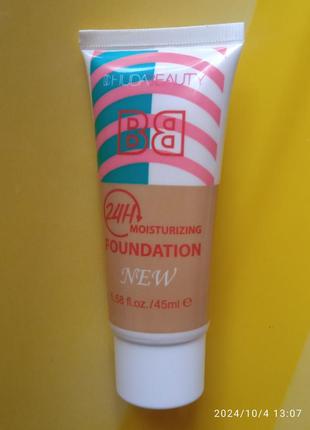 HUDABEAUTY
BB
24H
MOISTURIZING
FOUNDATION
NEW
1.58 fl.oz./45ml ℮
2024/10/4 13:07